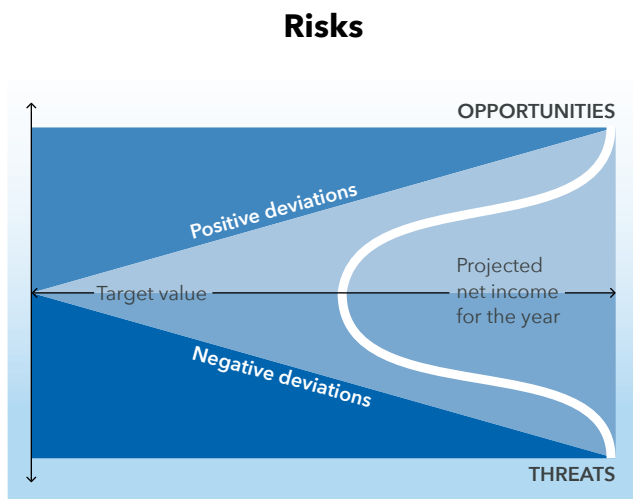 Risks
OPPORTUNITIES
Positive deviations
Target value
Projected
net income
for the year
Negative deviations
THREATS